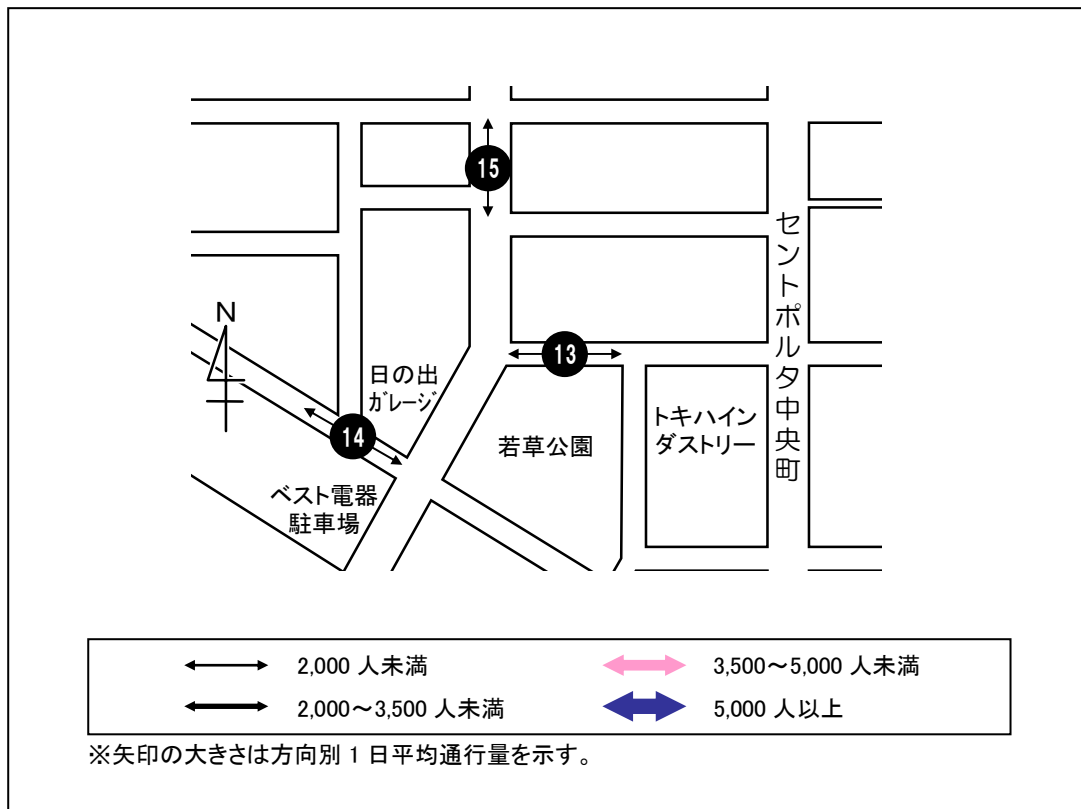 15
セントポルタ中央町
N
13
日の出
ガレージ
トキハイン
ダストリー
14
若草公園
ベスト電器
駐車場
2,000 人未満
3,500～5,000 人未満
2,000～3,500 人未満
5,000 人以上
※矢印の大きさは方向別 1 日平均通行量を示す。